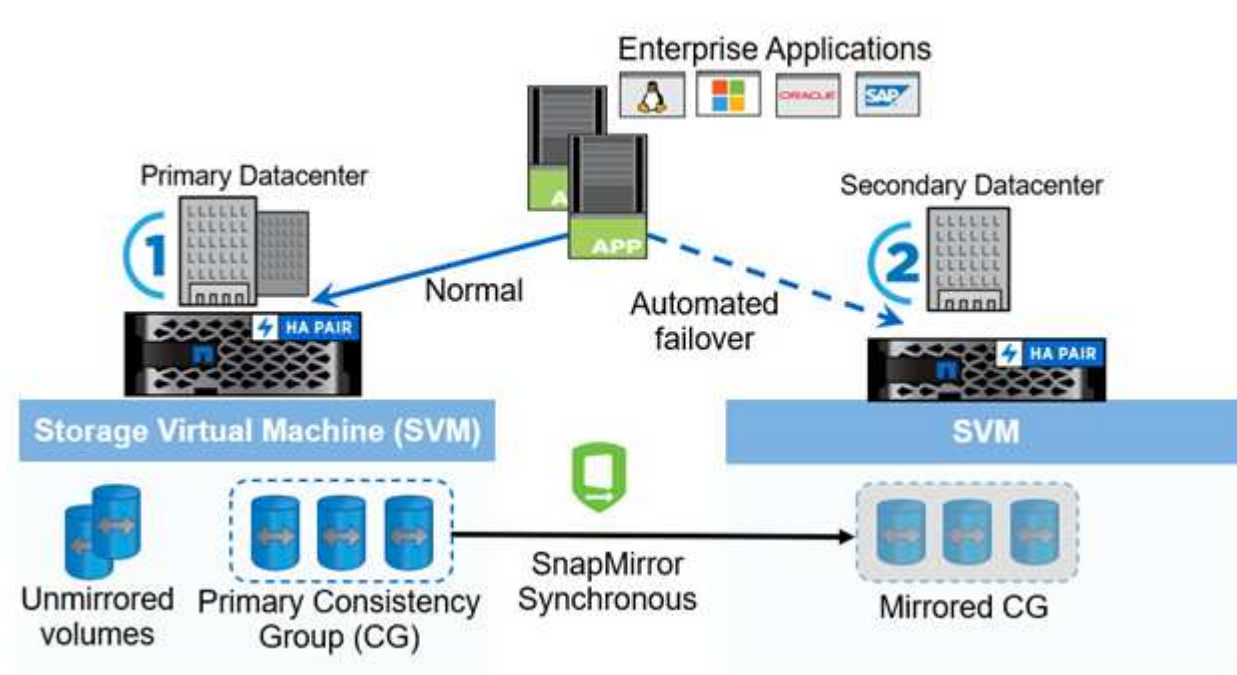 Enterprise Applications
ORACLE
SAP
Primary Datacenter
Secondary Datacenter
1
A
APP
2
Normal
Automated
failover
HA PAIR
HA PAIR
Storage Virtual Machine (SVM)
SVM
Unmirrored
volumes
Primary Consistency
Group (CG)
SnapMirror
Synchronous
Mirrored CG